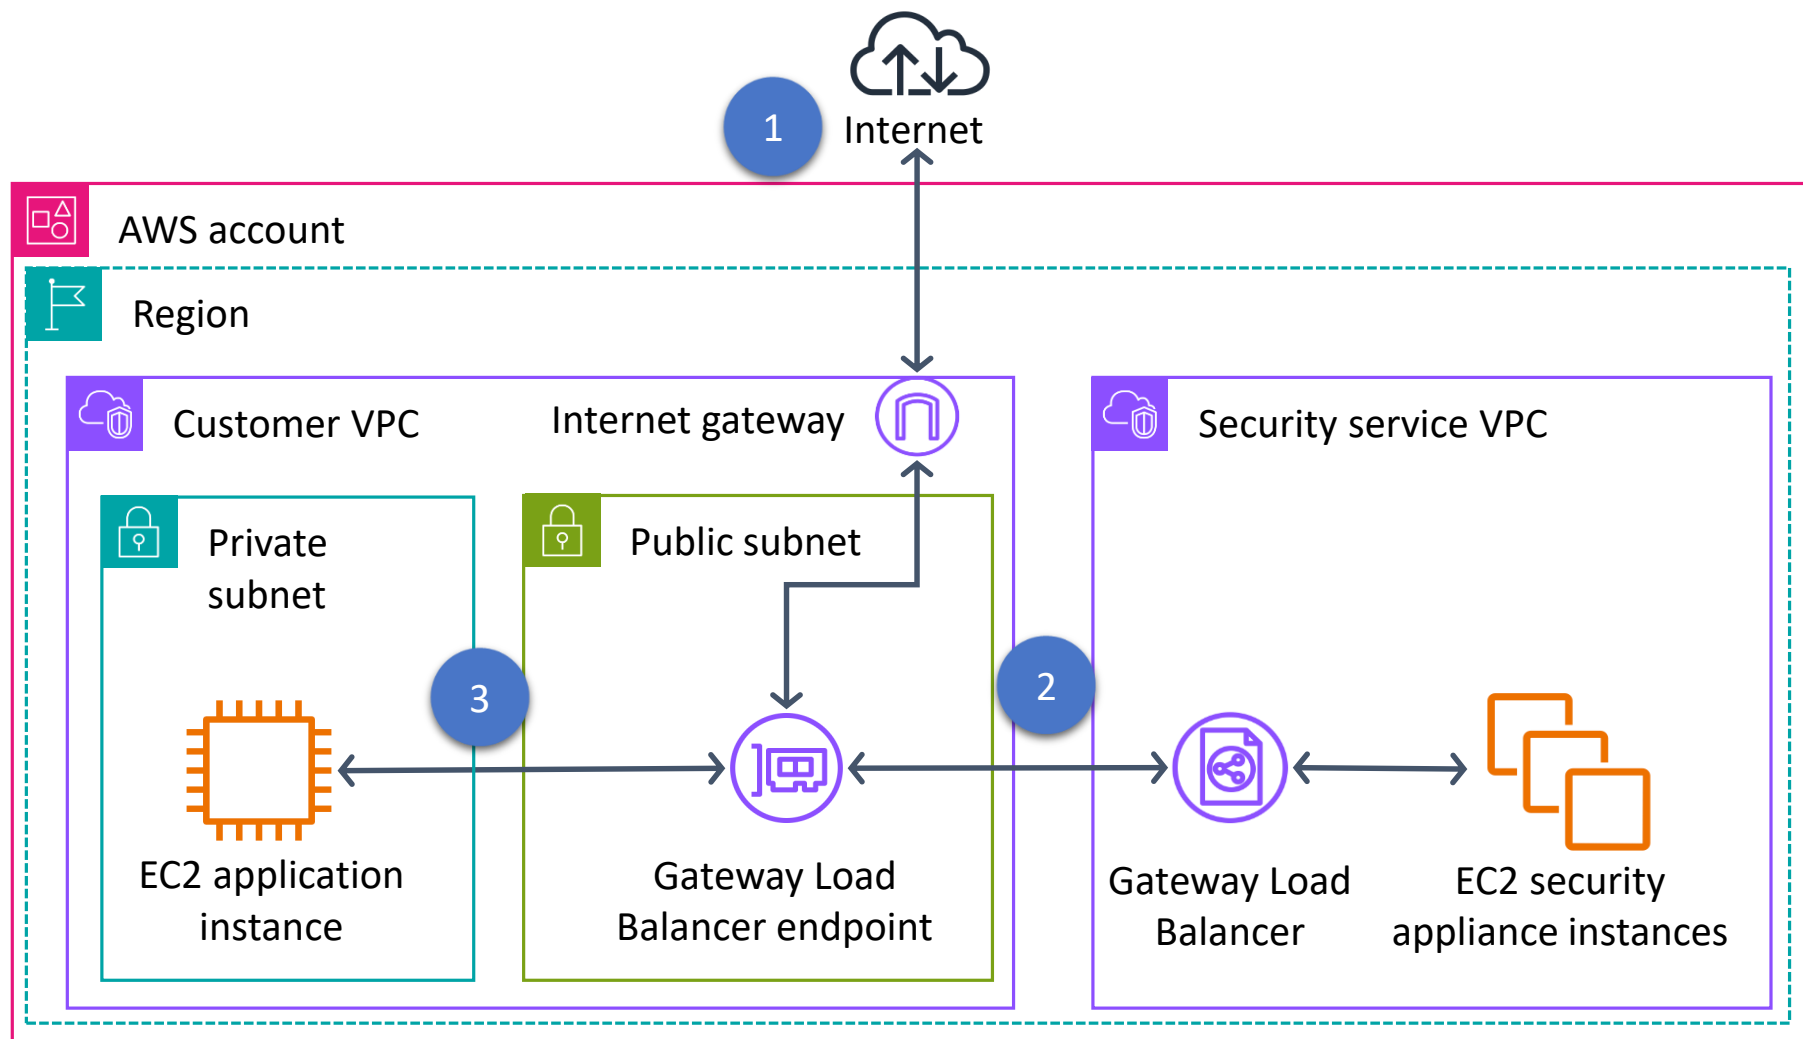 1
Internet
AWS account
Region
Customer VPC
Internet gateway
Security service VPC
Private
subnet
Public subnet
3
2
EC2 application
instance
Gateway Load
Balancer endpoint
Gateway Load
Balancer
EC2 security
appliance instances